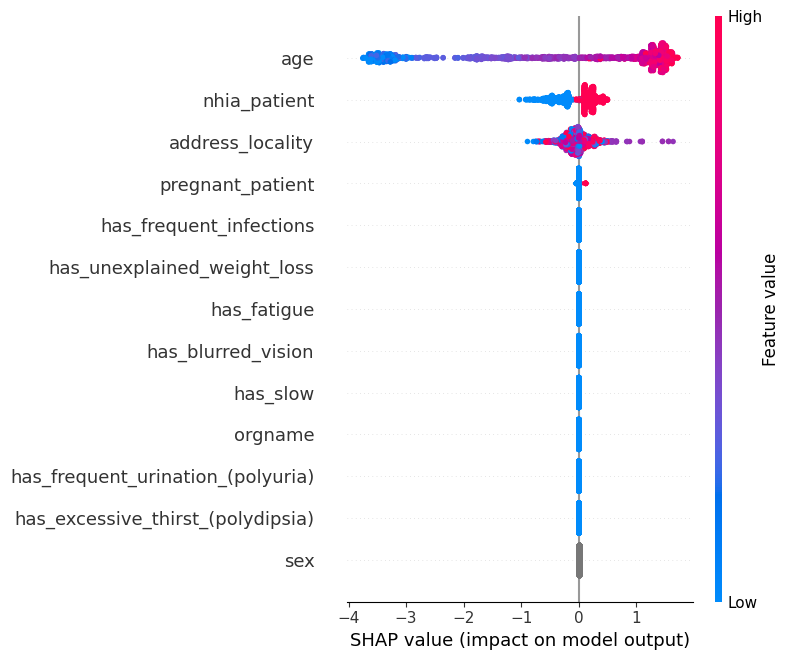 High
age
nhia_patient
address_locality
pregnant_patient
has_frequent_infections
has_unexplained_weight_loss
has_fatigue
has_blurred_vision
has_slow
orgname
has_frequent_urination_(polyuria)
has_excessive_thirst_(polydipsia)
sex
Feature value
Low
−4 −3 −2 −1 0 1
SHAP value (impact on model output)